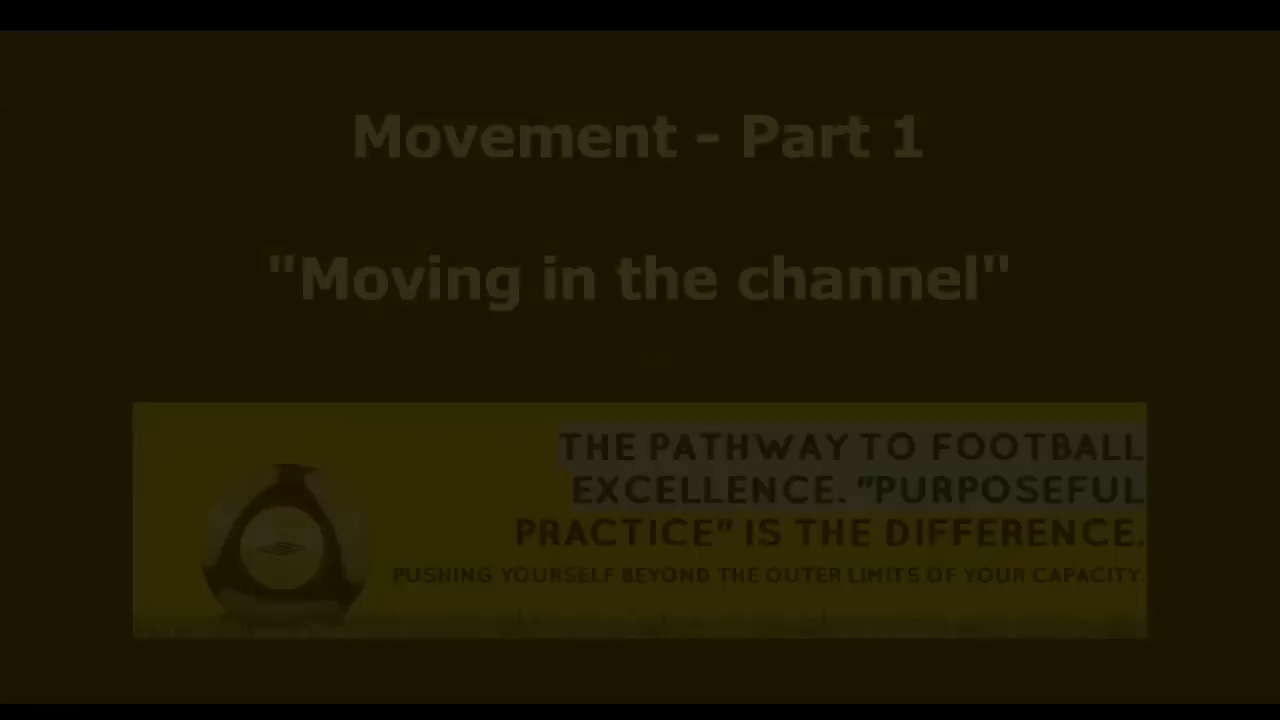 Movement - Part 1
"Moving in the channel"
THE PATHWAY TO FOOTBALL
EXCELLENCE. "PURPOSEFUL
PRACTICE" IS THE DIFFERENCE.
PUSHING YOURSELF BEYOND THE OUTER LIMITS OF YOUR CAPACITY.